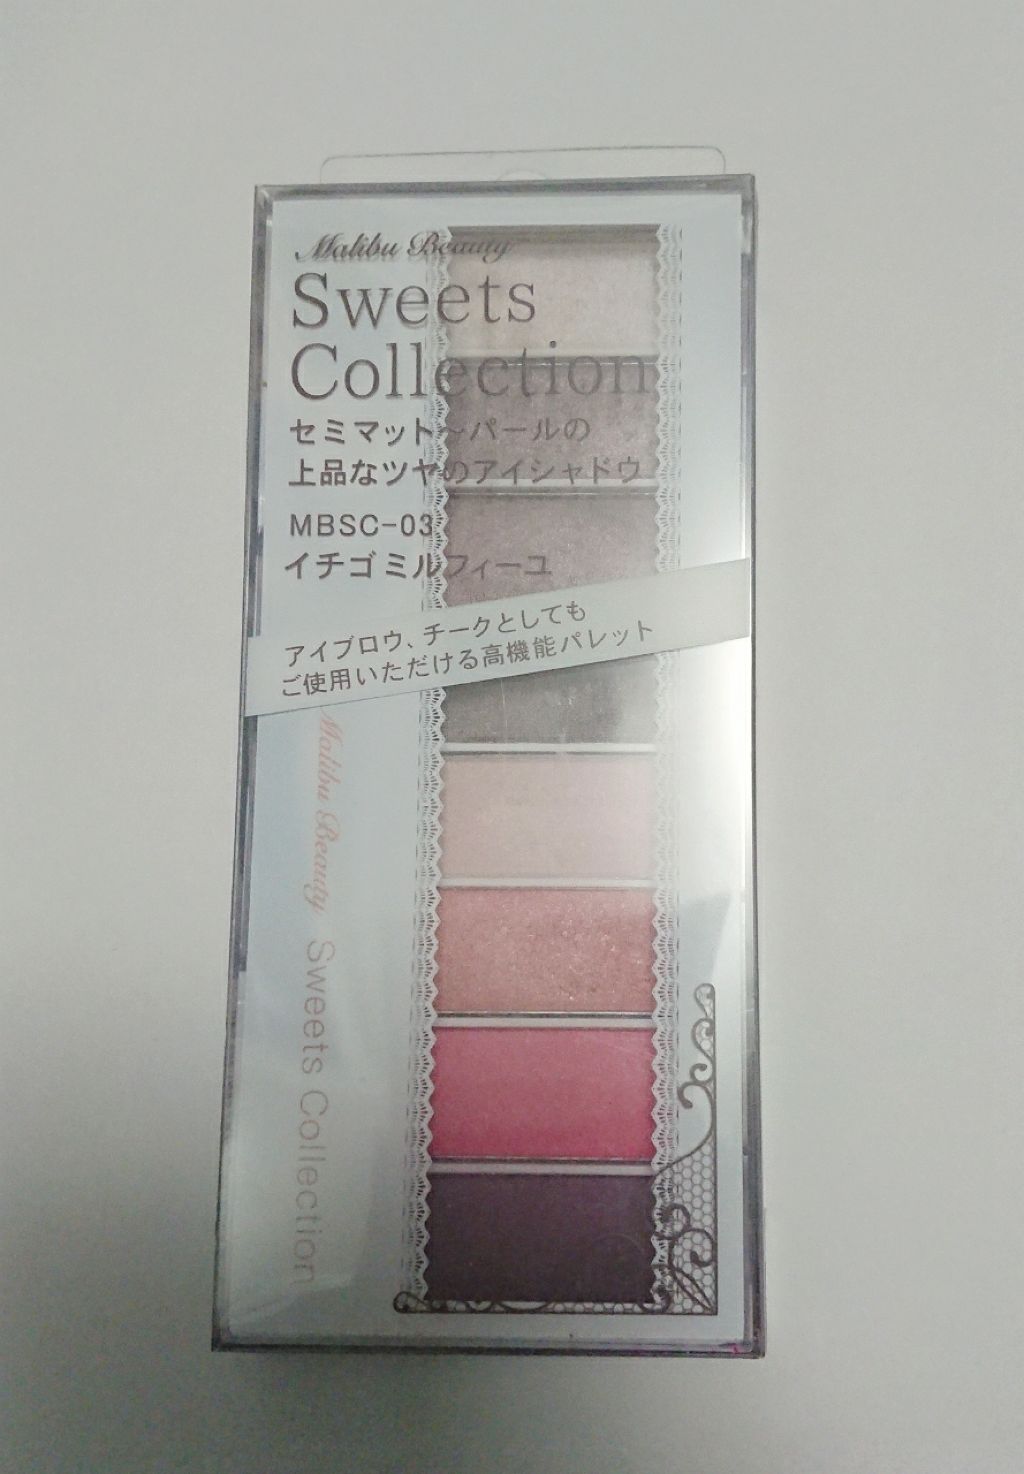 Malibu Beauty
Sweets
Collection
セミマット～パールの
上品なツヤのアイシャドウ
MBSC-03
イチゴミルフィーユ
アイブロウ、チークとしても
ご使用いただける高機能パレット
Malibu Beauty Sweets Collection